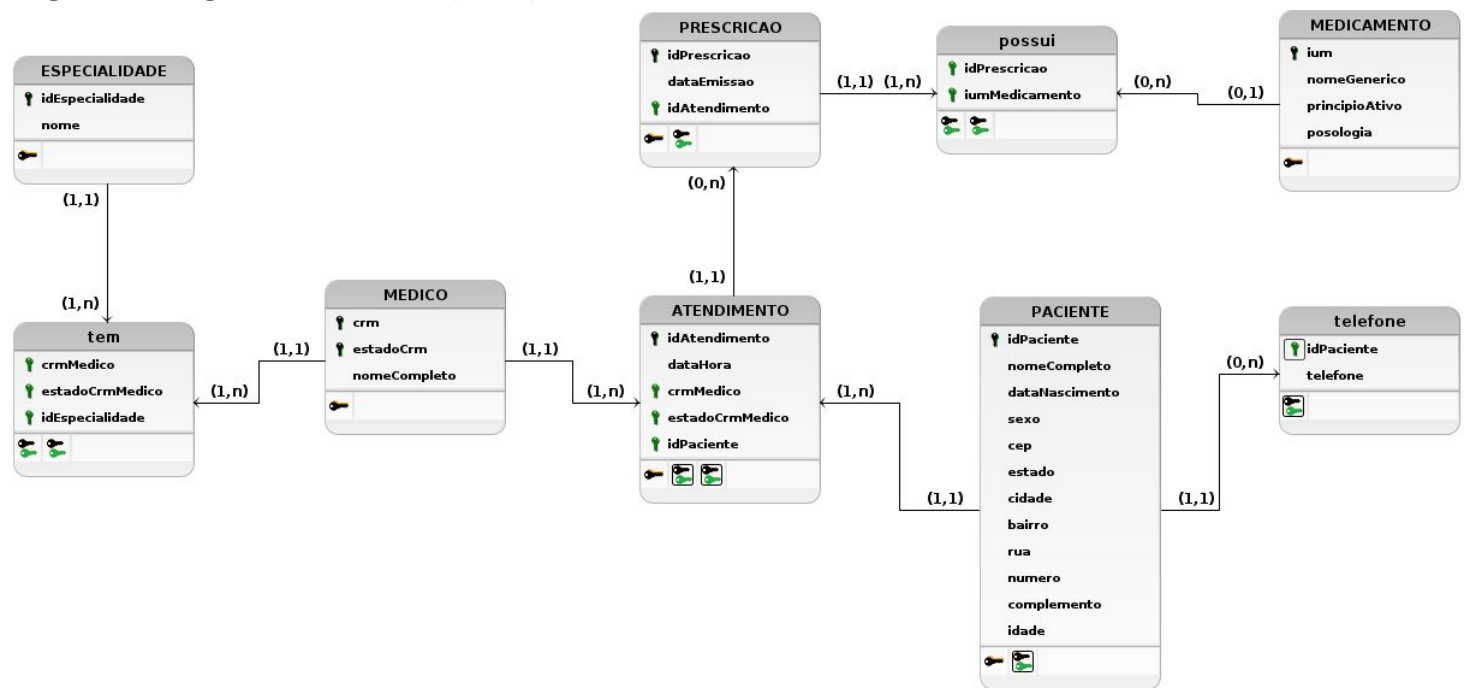 PRESCRICAO
idPrescricao
dataEmissao
idAtendimento
possui
idPrescricao
iumMedicamento
MEDICAMENTO
ium
nomeGenerico
principioAtivo
posologia
(1,1) (1,n)
(0,n)
(0,1)
ESPECIALIDADE
idEspecialidade
nome
(1,1)
(1,n)
(0,n)
(1,1)
tem
crmMedico
estadoCrmMedico
idEspecialidade
(1,n)
(1,1)
MEDICO
crm
estadoCrm
nomeCompleto
(1,1)
(1,n)
ATENDIMENTO
idAtendimento
dataHora
crmMedico
estadoCrmMedico
idPaciente
(1,n)
(1,1)
PACIENTE
idPaciente
nomeCompleto
dataNascimento
sexo
cep
estado
cidade
bairro
rua
numero
complemento
idade
(1,1)
(0,n)
telefone
idPaciente
telefone